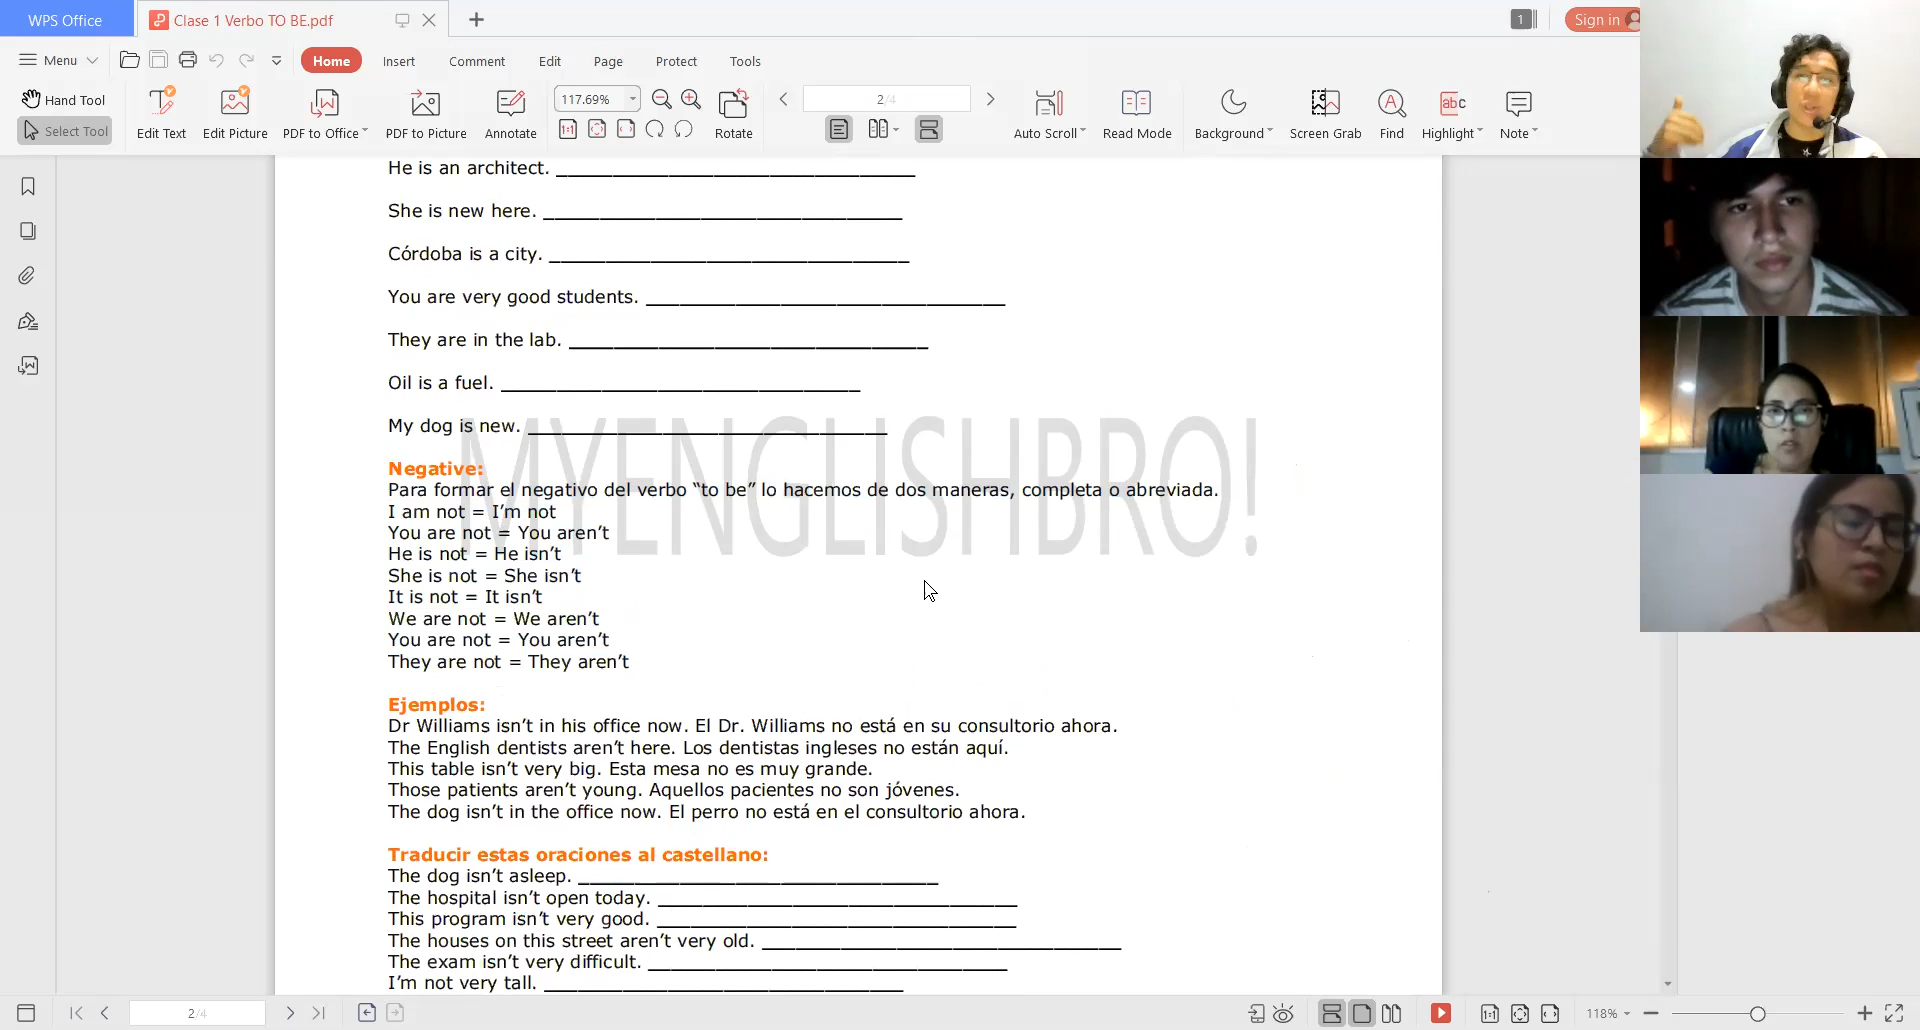 WPS Office
Clase 1 Verbo TO BE.pdf
1
Sign in
Menu
Home
Insert
Comment
Edit
Page
Protect
Tools
Hand Tool
Select Tool
Edit Text
Edit Picture
PDF to Office
PDF to Picture
Annotate
117.69%
Rotate
2/4
Auto Scroll
Read Mode
Background
Screen Grab
Find
Highlight
Note
He is an architect. ________________________________
She is new here. ________________________________
Córdoba is a city. ________________________________
You are very good students. ________________________________
They are in the lab. ________________________________
Oil is a fuel. ________________________________
My dog is new. ________________________________
MYENGLISHBRO!
Negative:
Para formar el negativo del verbo “to be” lo hacemos de dos maneras, completa o abreviada.
I am not = I’m not
You are not = You aren’t
He is not = He isn’t
She is not = She isn’t
It is not = It isn’t
We are not = We aren’t
You are not = You aren’t
They are not = They aren’t
Ejemplos:
Dr Williams isn’t in his office now. El Dr. Williams no está en su consultorio ahora.
The English dentists aren’t here. Los dentistas ingleses no están aquí.
This table isn’t very big. Esta mesa no es muy grande.
Those patients aren’t young. Aquellos pacientes no son jóvenes.
The dog isn’t in the office now. El perro no está en el consultorio ahora.
Traducir estas oraciones al castellano:
The dog isn’t asleep. ________________________________
The hospital isn’t open today. ________________________________
This program isn’t very good. ________________________________
The houses on this street aren’t very old. ________________________________
The exam isn’t very difficult. ________________________________
I’m not very tall. ________________________________
2/4
118%